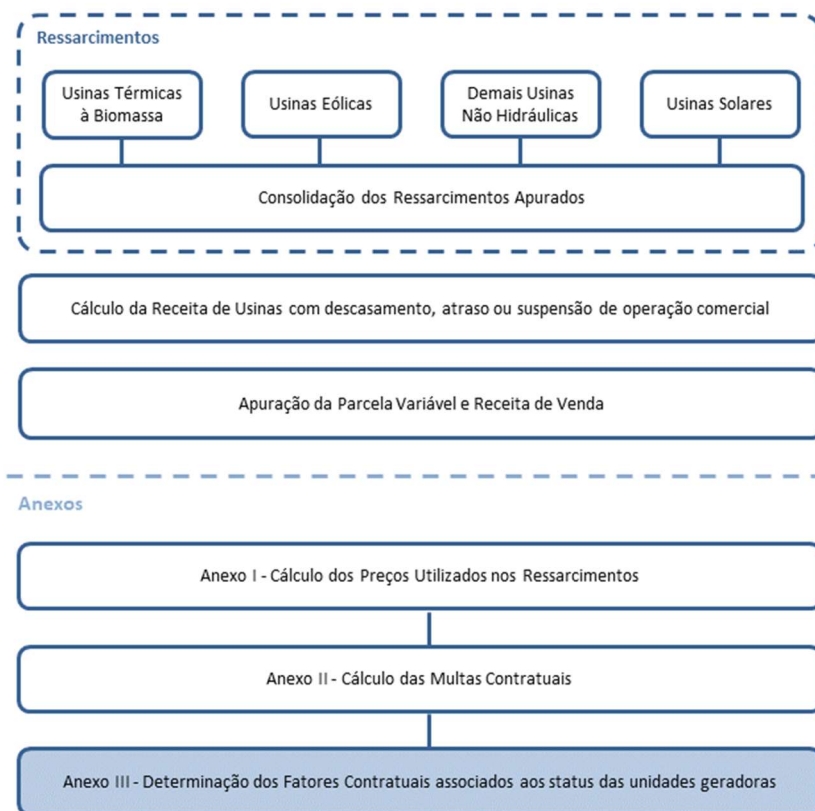 Ressarcimentos
Usinas Térmicas
à Biomassa
Usinas Eólicas
Demais Usinas
Não Hidráulicas
Usinas Solares
Consolidação dos Ressarcimentos Apurados
Cálculo da Receita de Usinas com descasamento, atraso ou suspensão de operação comercial
Apuração da Parcela Variável e Receita de Venda
Anexos
Anexo I - Cálculo dos Preços Utilizados nos Ressarcimentos
Anexo II - Cálculo das Multas Contratuais
Anexo III - Determinação dos Fatores Contratuais associados aos status das unidades geradoras